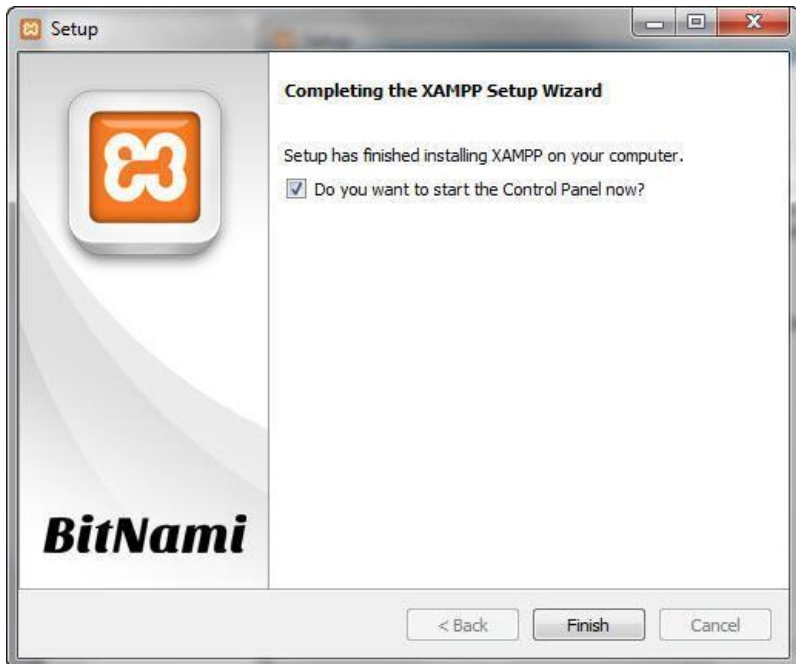 Setup
Completing the XAMPP Setup Wizard
Setup has finished installing XAMPP on your computer.
Do you want to start the Control Panel now?
BitNami
< Back
Finish
Cancel